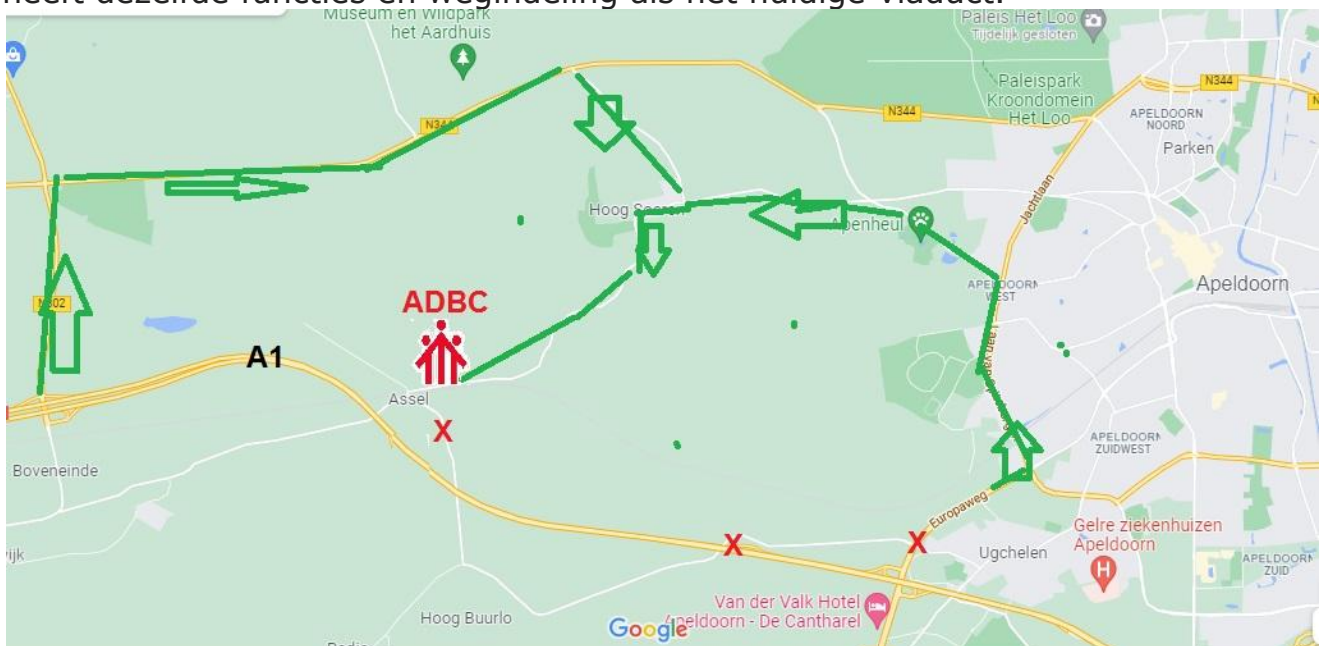 heeft dezelfde functies en wegindeling als het huidige viaduct.
Museum en Wildpark
het Aardhuis
Paleis Het Loo
Tijdelijk gesloten
Paleispark
Kroondomein
Het Loo
N344
N344
N344
APELDOORN
NOORD
Parken
Jachtlaan
Hoog Soeren
Apenheul
APELDOORN
WEST
Apeldoorn
N302
ADBC
A1
Assel
X
Boveneinde
APELDOORN
ZUIDWEST
Europaweg
X
X
Ugchelen
Gelre ziekenhuizen
Apeldoorn
H
APELDOORN
ZUID
Van der Valk Hotel
Apeldoorn - De Cantharel
Hoog Buurlo
Google